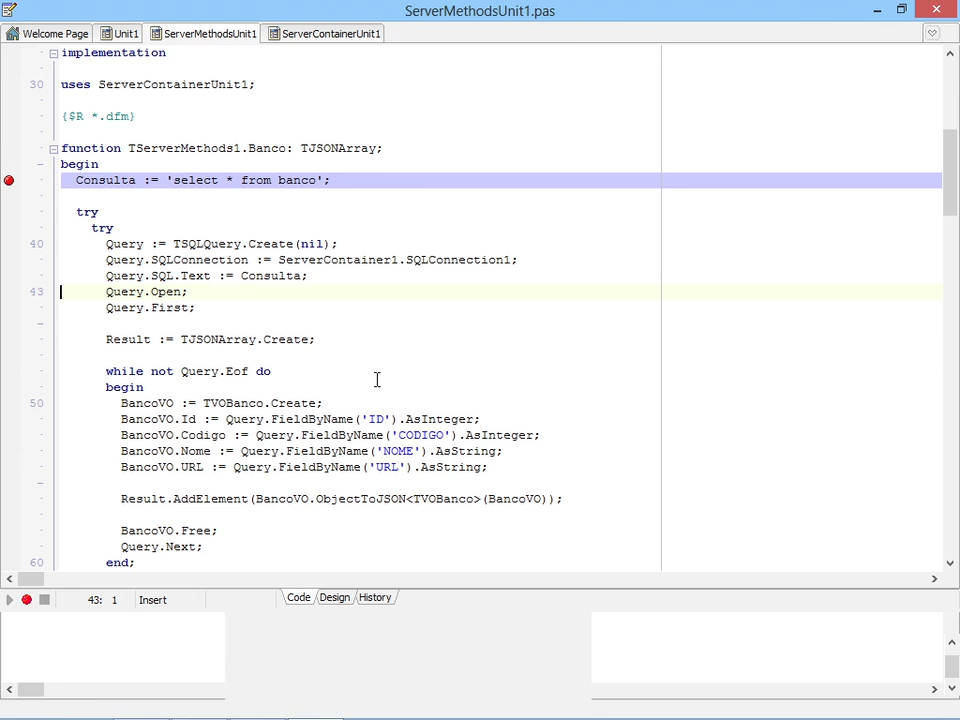 ServerMethodsUnit1.pas
Welcome Page Unit1 ServerMethodsUnit1 ServerContainerUnit1
implementation
30 uses ServerContainerUnit1;
{$R *.dfm}
function TServerMethods1.Banco: TJSONArray;
begin
Consulta := 'select * from banco';
try
try
40 Query := TSQLQuery.Create(nil);
Query.SQLConnection := ServerContainer1.SQLConnection1;
Query.SQL.Text := Consulta;
43 Query.Open;
Query.First;
Result := TJSONArray.Create;
while not Query.Eof do
begin
50 BancoVO := TVOBanco.Create;
BancoVO.Id := Query.FieldByName('ID').AsInteger;
BancoVO.Codigo := Query.FieldByName('CODIGO').AsInteger;
BancoVO.Nome := Query.FieldByName('NOME').AsString;
BancoVO.URL := Query.FieldByName('URL').AsString;
Result.AddElement(BancoVO.ObjectToJSON<TVOBanco>(BancoVO));
BancoVO.Free;
Query.Next;
60 end;
43: 1 Insert Code Design History